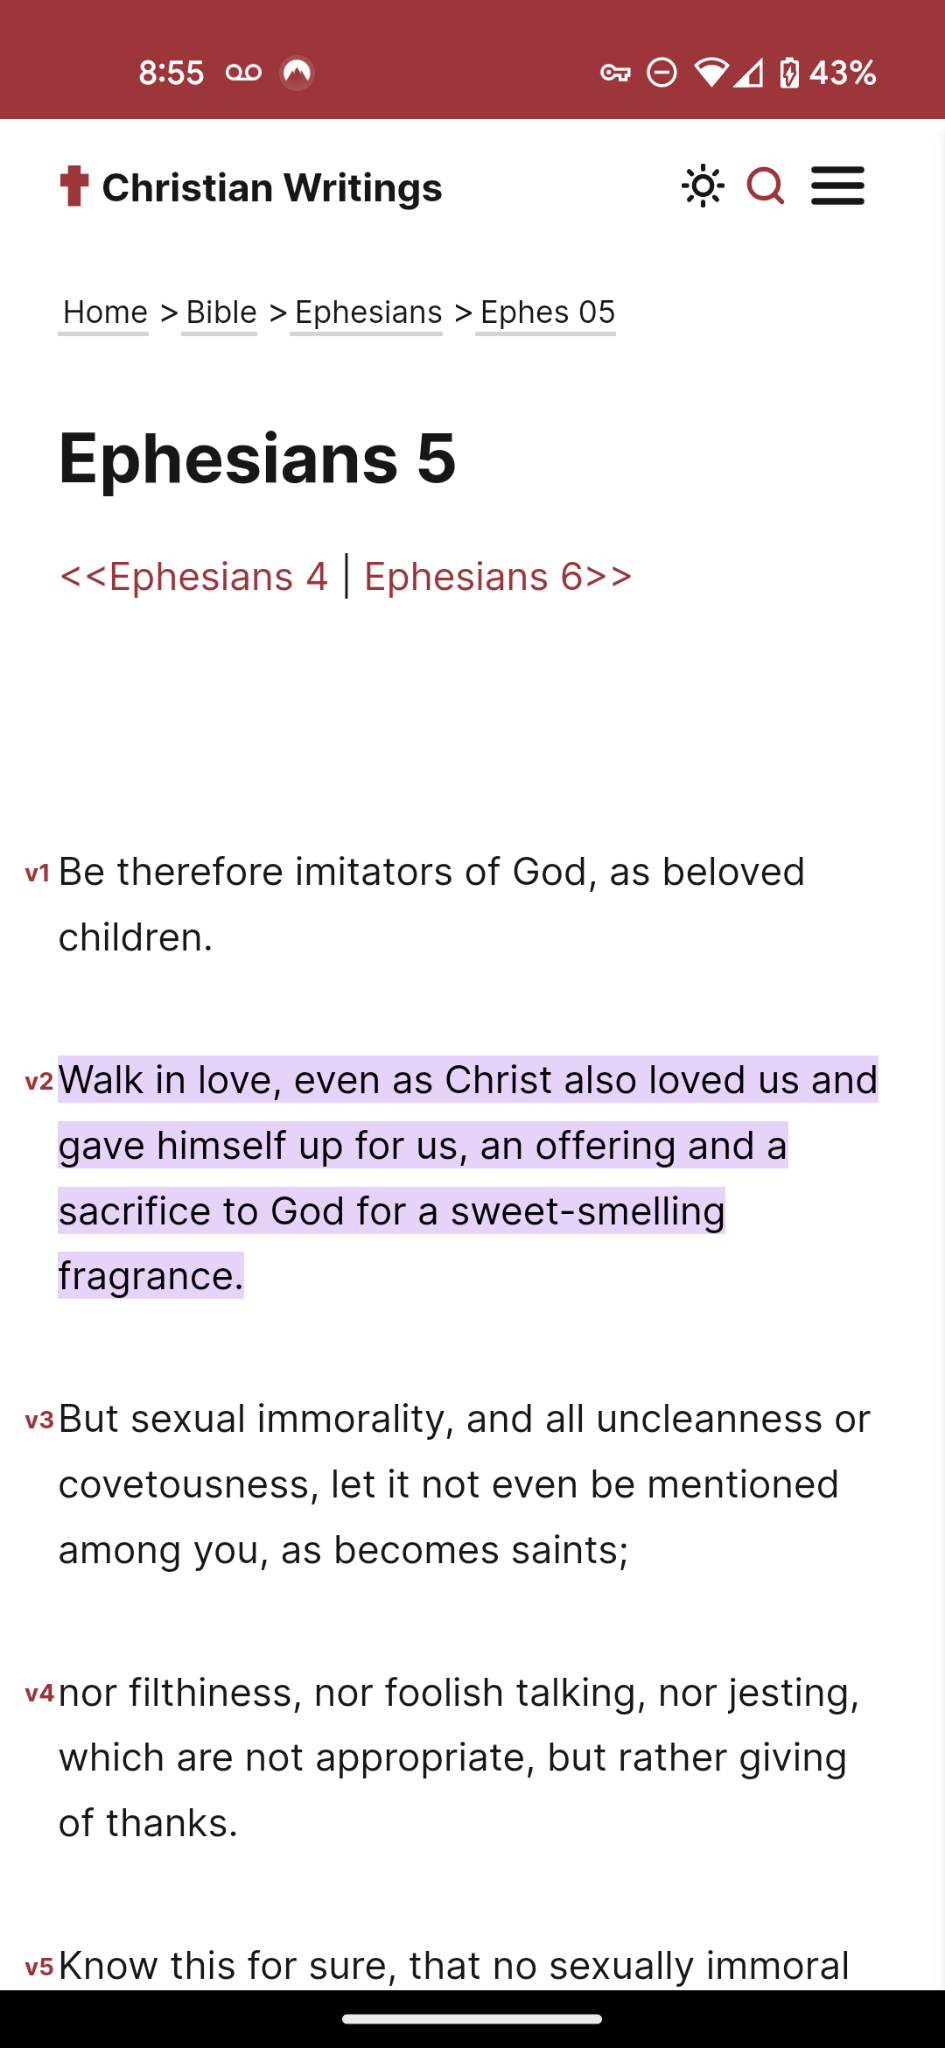 8:55 43%
Christian Writings
Home > Bible > Ephesians > Ephes 05
Ephesians 5
<<Ephesians 4 | Ephesians 6>>
v1 Be therefore imitators of God, as beloved
children.
v2 Walk in love, even as Christ also loved us and
gave himself up for us, an offering and a
sacrifice to God for a sweet-smelling
fragrance.
v3 But sexual immorality, and all uncleanness or
covetousness, let it not even be mentioned
among you, as becomes saints;
v4 nor filthiness, nor foolish talking, nor jesting,
which are not appropriate, but rather giving
of thanks.
v5 Know this for sure, that no sexually immoral